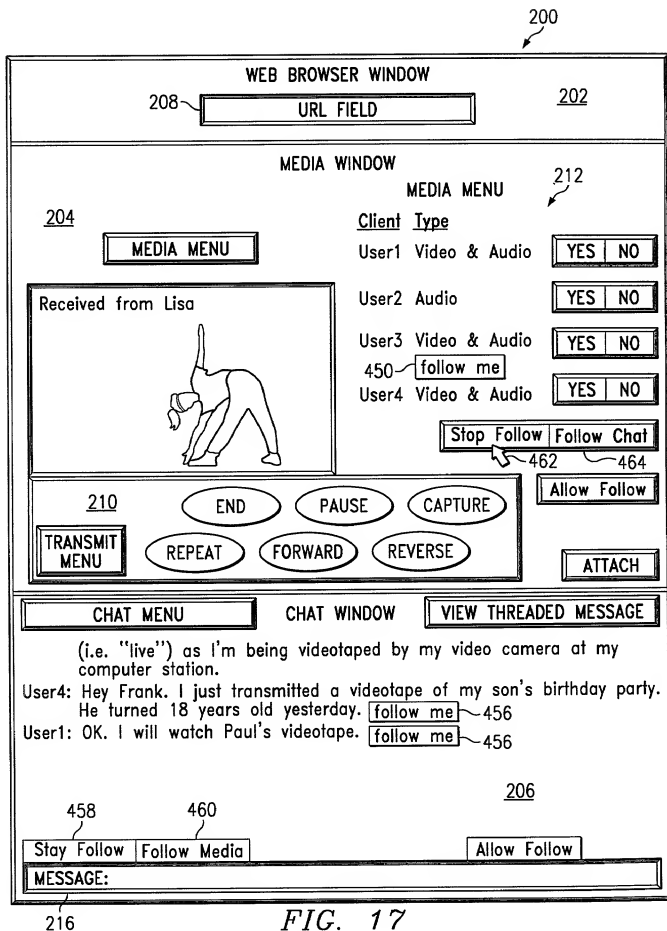 200
WEB BROWSER WINDOW
208 URL FIELD 202
MEDIA WINDOW
MEDIA MENU 212
204
Client Type
MEDIA MENU
User1 Video & Audio YES NO
Received from Lisa
User2 Audio YES NO
User3 Video & Audio YES NO
450 follow me
User4 Video & Audio YES NO
Stop Follow Follow Chat
462 464
210
Allow Follow
END PAUSE CAPTURE
TRANSMIT MENU
REPEAT FORWARD REVERSE
ATTACH
CHAT MENU CHAT WINDOW VIEW THREADED MESSAGE
(i.e. "live") as I'm being videotaped by my video camera at my
computer station.
User4: Hey Frank. I just transmitted a videotape of my son's birthday party.
He turned 18 years old yesterday. follow me 456
User1: OK. I will watch Paul's videotape. follow me 456
206
458 460
Stay Follow Follow Media Allow Follow
MESSAGE:
216
FIG. 17